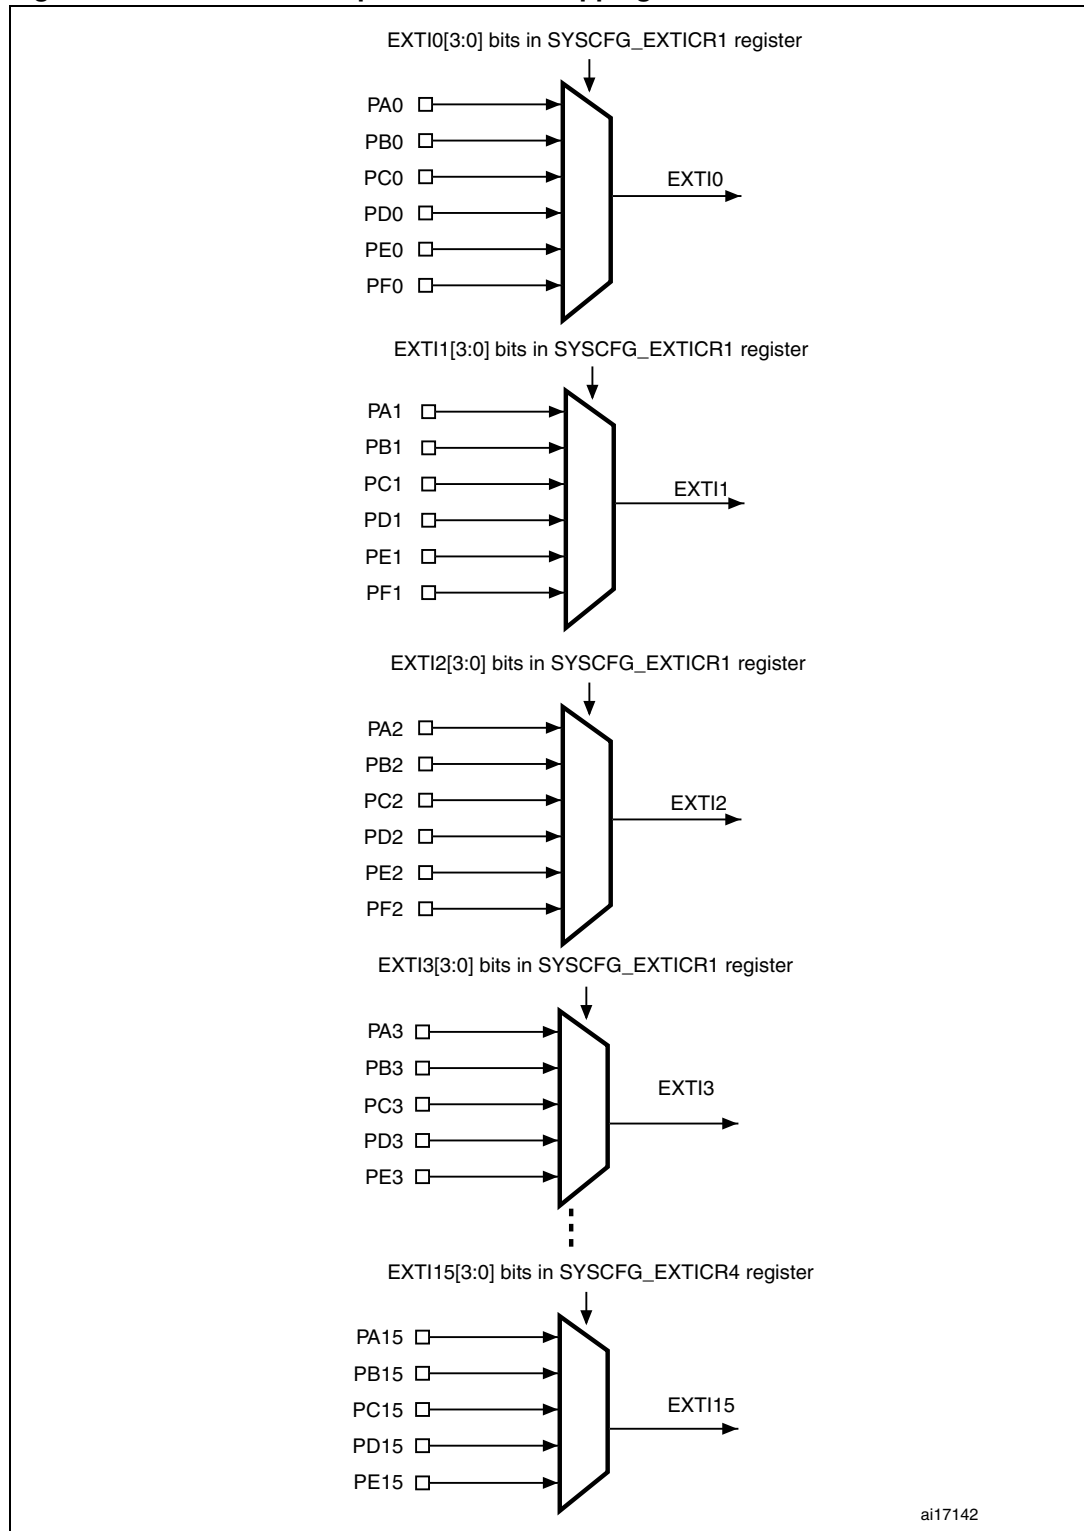 EXTI0[3:0] bits in SYSCFG_EXTICR1 register
PA0
PB0
PC0
EXTI0
PD0
PE0
PF0
EXTI1[3:0] bits in SYSCFG_EXTICR1 register
PA1
PB1
PC1
EXTI1
PD1
PE1
PF1
EXTI2[3:0] bits in SYSCFG_EXTICR1 register
PA2
PB2
PC2
EXTI2
PD2
PE2
PF2
EXTI3[3:0] bits in SYSCFG_EXTICR1 register
PA3
PB3
EXTI3
PC3
PD3
PE3
EXTI15[3:0] bits in SYSCFG_EXTICR4 register
PA15
PB15
EXTI15
PC15
PD15
PE15
ai17142